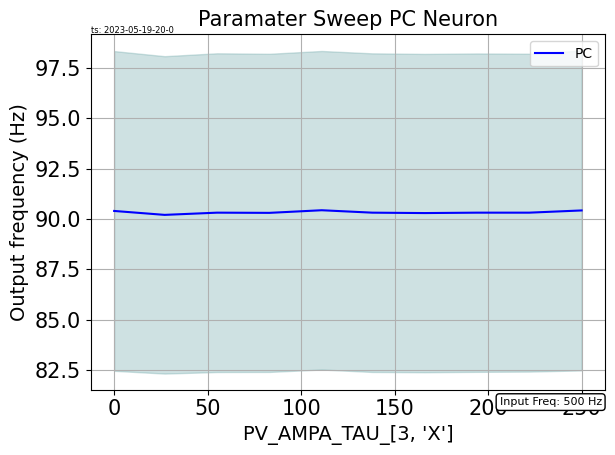 Paramater Sweep PC Neuron
ts: 2023-05-19-20-0
PC
97.5
95.0
92.5
90.0
87.5
85.0
82.5
Output frequency (Hz)
0 50 100 150 200 250
Input Freq: 500 Hz
PV_AMPA_TAU_[3, 'X']